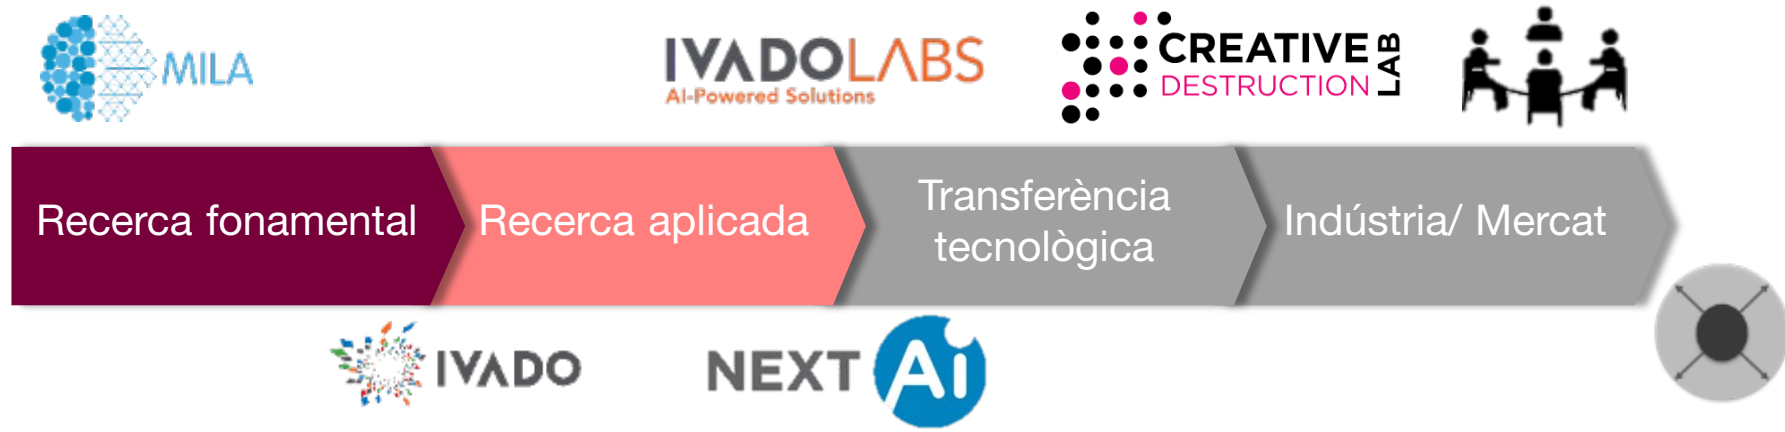 MILA
IVADOLABS
AI-Powered Solutions
CREATIVE
DESTRUCTION
LAB
Recerca fonamental
Recerca aplicada
Transferència
tecnològica
Indústria/ Mercat
IVADO
NEXT AI